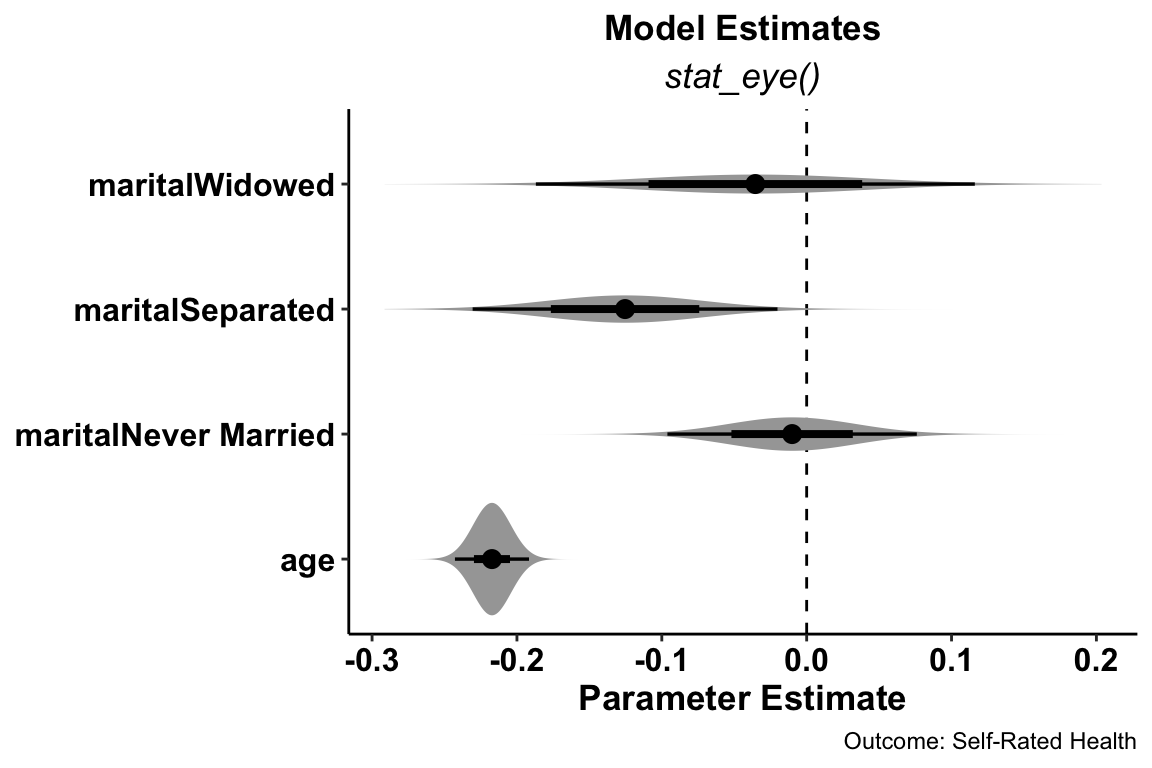 Model Estimates
stat_eye()
maritalWidowed
maritalSeparated
maritalNever Married
age
-0.3 -0.2 -0.1 0.0 0.1 0.2
Parameter Estimate
Outcome: Self-Rated Health